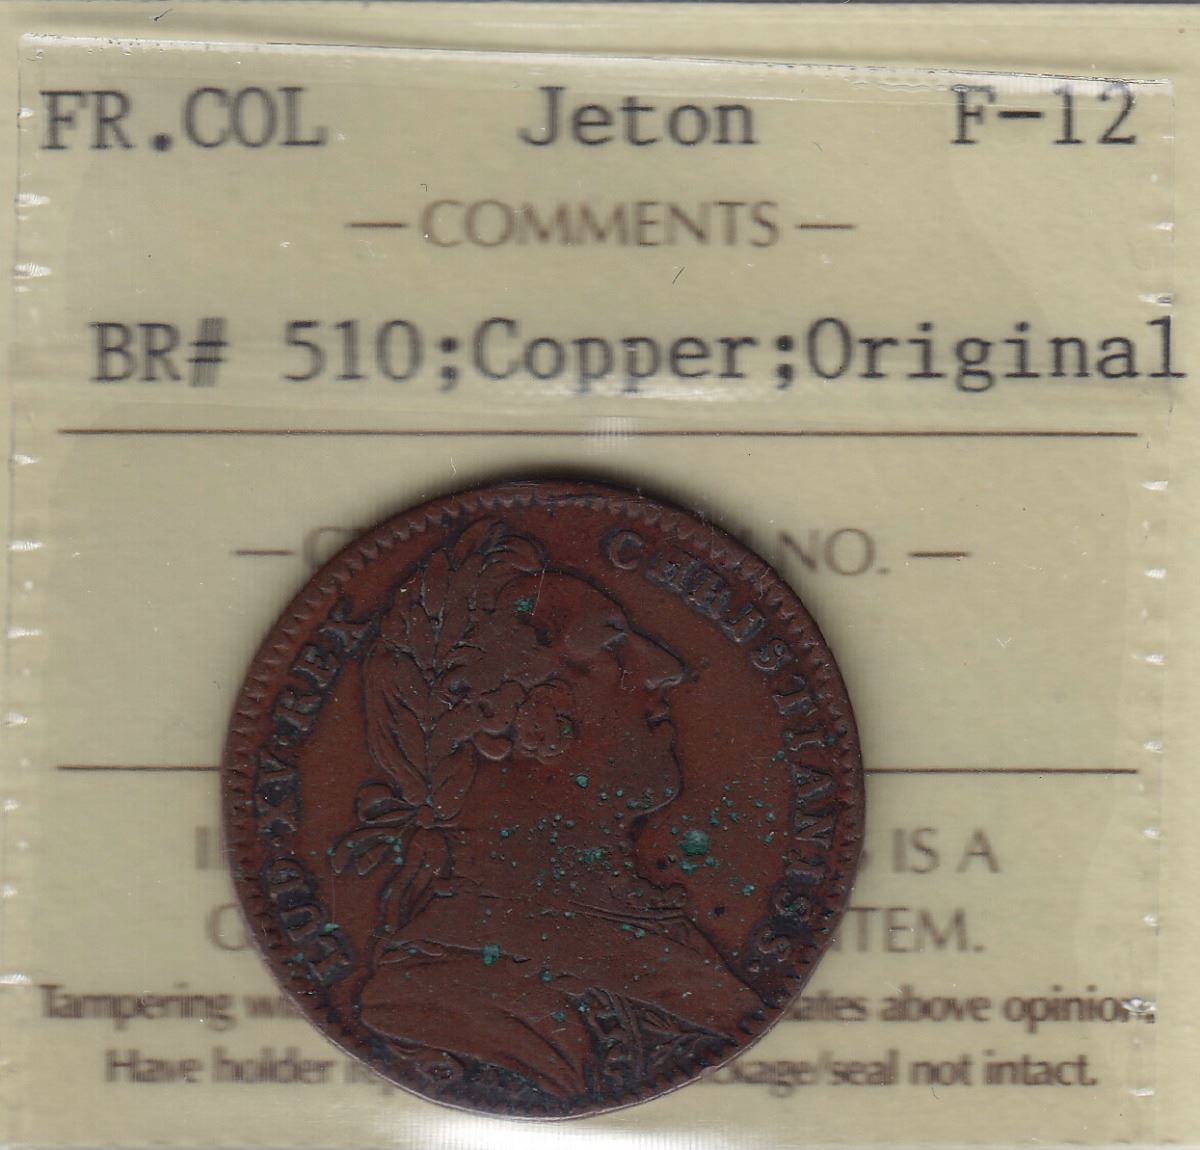 FR.COL Jeton F-12
— COMMENTS —
BR# 510;Copper;Original
NO. —
IS A
ITEM.
Tampering above opinion.
Have holder seal not intact.
LUD·XV·REX CHRISTIANISS.